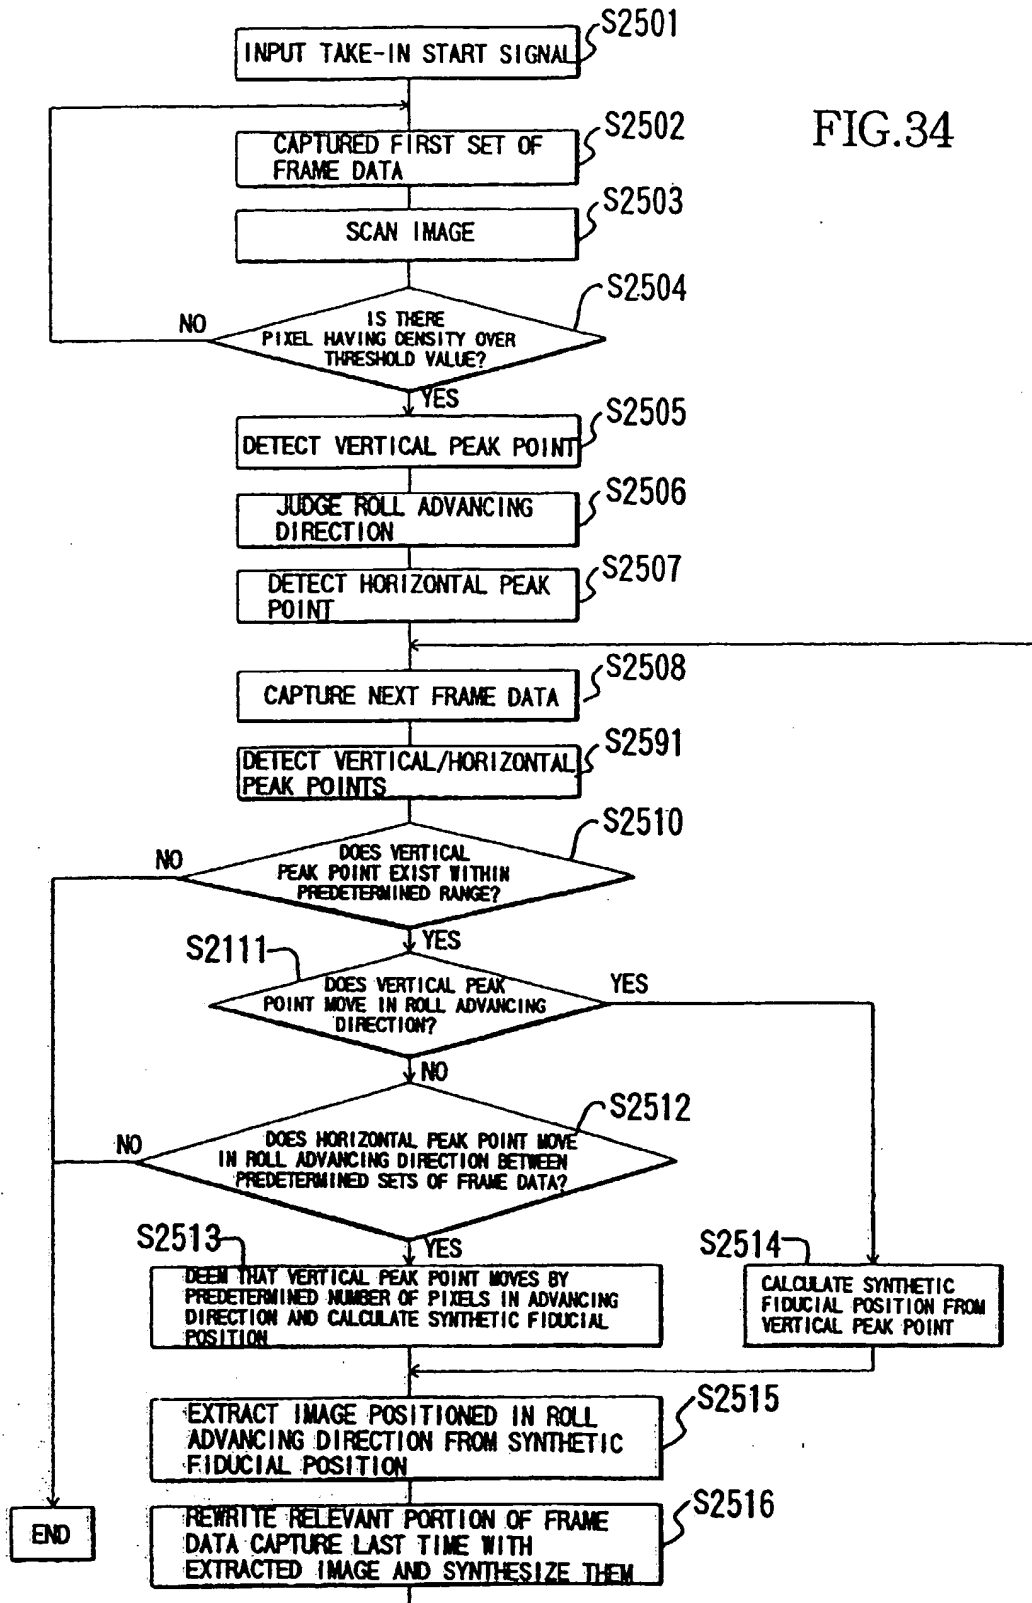 S2501
INPUT TAKE-IN START SIGNAL
FIG.34
S2502
CAPTURED FIRST SET OF
FRAME DATA
S2503
SCAN IMAGE
S2504
NO
IS THERE
PIXEL HAVING DENSITY OVER
THRESHOLD VALUE?
YES
S2505
DETECT VERTICAL PEAK POINT
S2506
JUDGE ROLL ADVANCING
DIRECTION
S2507
DETECT HORIZONTAL PEAK
POINT
S2508
CAPTURE NEXT FRAME DATA
S2591
DETECT VERTICAL/HORIZONTAL
PEAK POINTS
S2510
NO
DOES VERTICAL
PEAK POINT EXIST WITHIN
PREDETERMINED RANGE?
YES
S2111
DOES VERTICAL PEAK
POINT MOVE IN ROLL ADVANCING
DIRECTION?
YES
NO
S2512
NO
DOES HORIZONTAL PEAK POINT MOVE
IN ROLL ADVANCING DIRECTION BETWEEN
PREDETERMINED SETS OF FRAME DATA?
YES
S2513
DEEM THAT VERTICAL PEAK POINT MOVES BY
PREDETERMINED NUMBER OF PIXELS IN ADVANCING
DIRECTION AND CALCULATE SYNTHETIC FIDUCIAL
POSITION
S2514
CALCULATE SYNTHETIC
FIDUCIAL POSITION FROM
VERTICAL PEAK POINT
S2515
EXTRACT IMAGE POSITIONED IN ROLL
ADVANCING DIRECTION FROM SYNTHETIC
FIDUCIAL POSITION
S2516
REWRITE RELEVANT PORTION OF FRAME
DATA CAPTURE LAST TIME WITH
EXTRACTED IMAGE AND SYNTHESIZE THEM
END